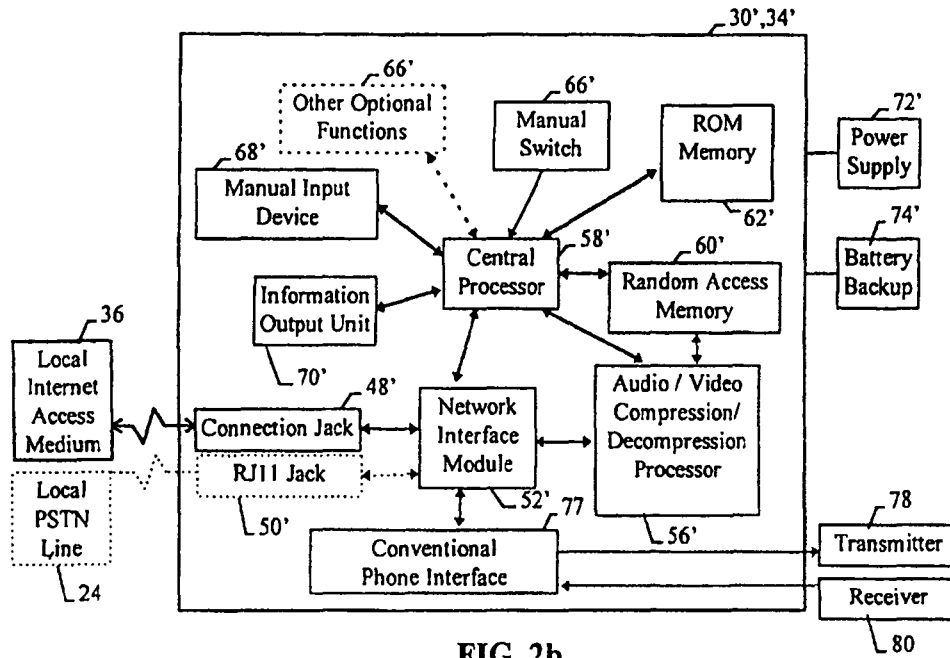 30',34'
66'
Other Optional
Functions
66'
Manual
Switch
ROM
Memory
62'
72'
Power
Supply
68'
Manual Input
Device
Central
Processor
58'
60'
Random Access
Memory
74'
Battery
Backup
Information
Output Unit
70'
36
Local
Internet
Access
Medium
48'
Connection Jack
Network
Interface
Module
52'
Audio / Video
Compression/
Decompression
Processor
56'
RJ11 Jack
50'
Local
PSTN
Line
24
77
Conventional
Phone Interface
78
Transmitter
Receiver
80
FIG. 2b